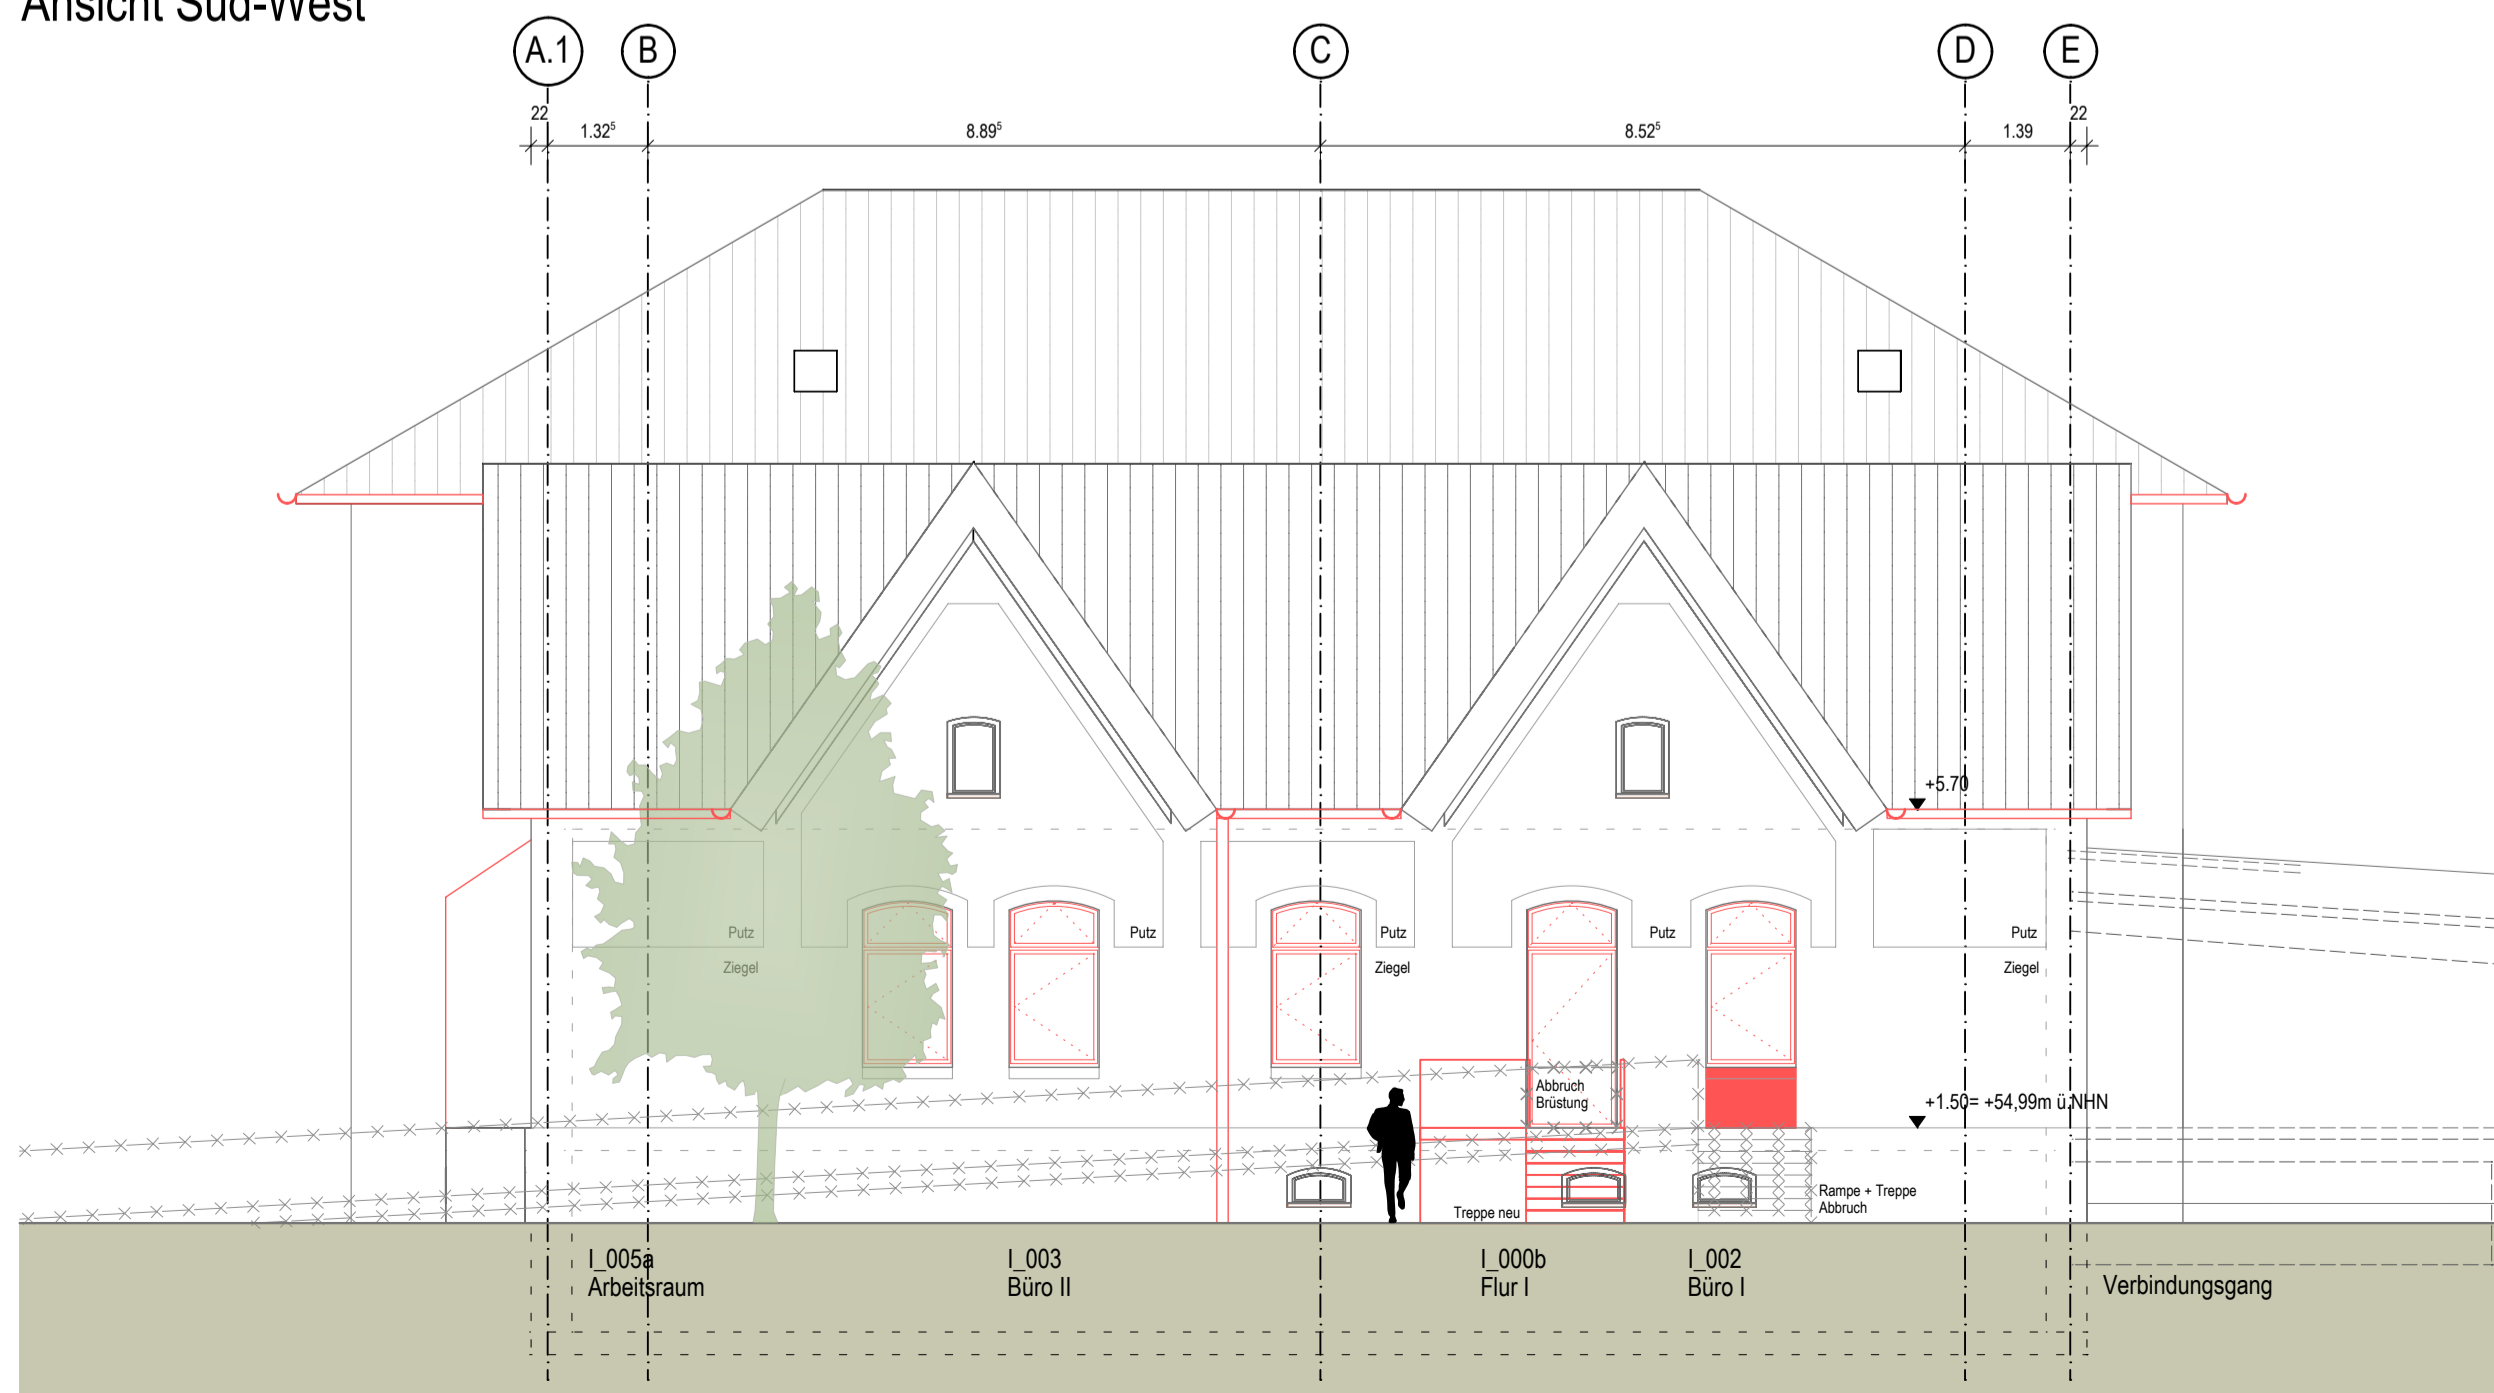 Ansicht Süd-West
A.1
B
C
D
E
22
1.32⁵
8.89⁵
8.52⁵
1.39
22
+5.70
Putz
Putz
Putz
Putz
Putz
Ziegel
Ziegel
Ziegel
Abbruch
Brüstung
+1.50= +54,99m ü.NHN
Rampe + Treppe
Abbruch
Treppe neu
I_005a
Arbeitsraum
I_003
Büro II
I_000b
Flur I
I_002
Büro I
Verbindungsgang